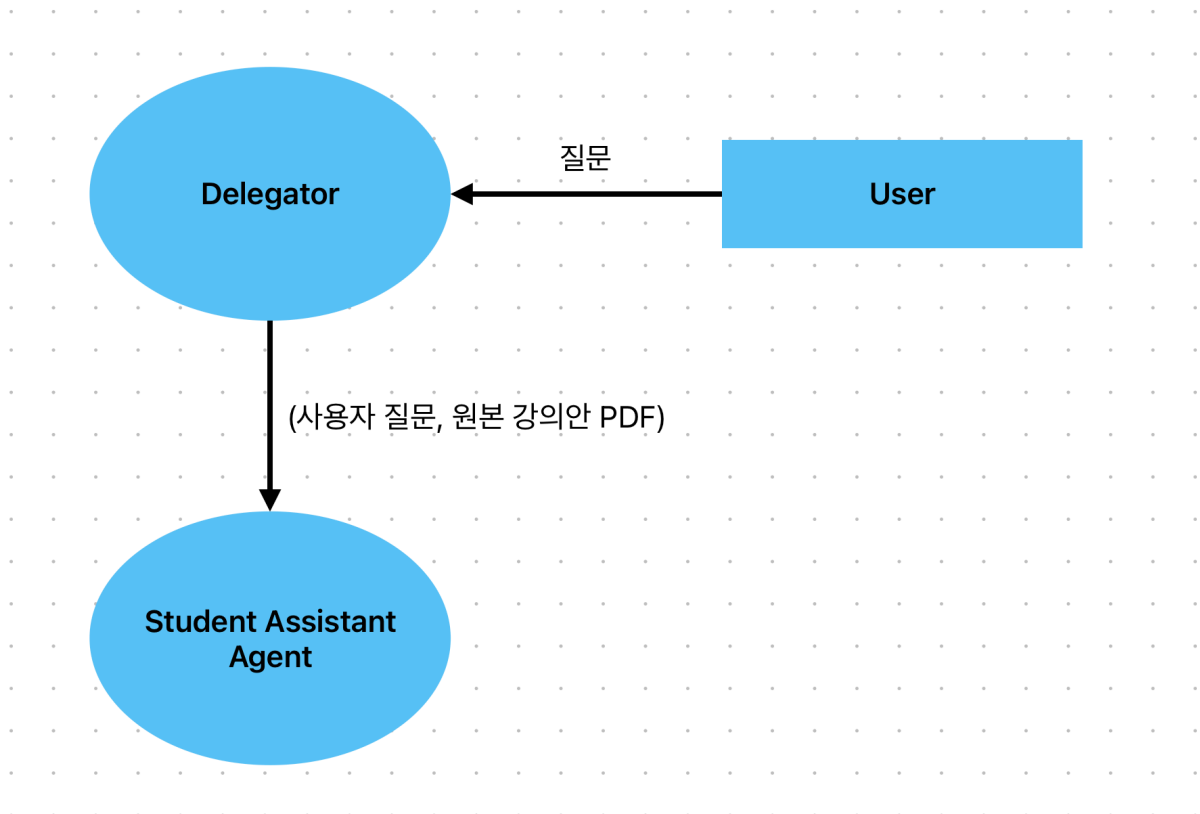 Delegator
질문
User
(사용자 질문, 원본 강의안 PDF)
Student Assistant
Agent